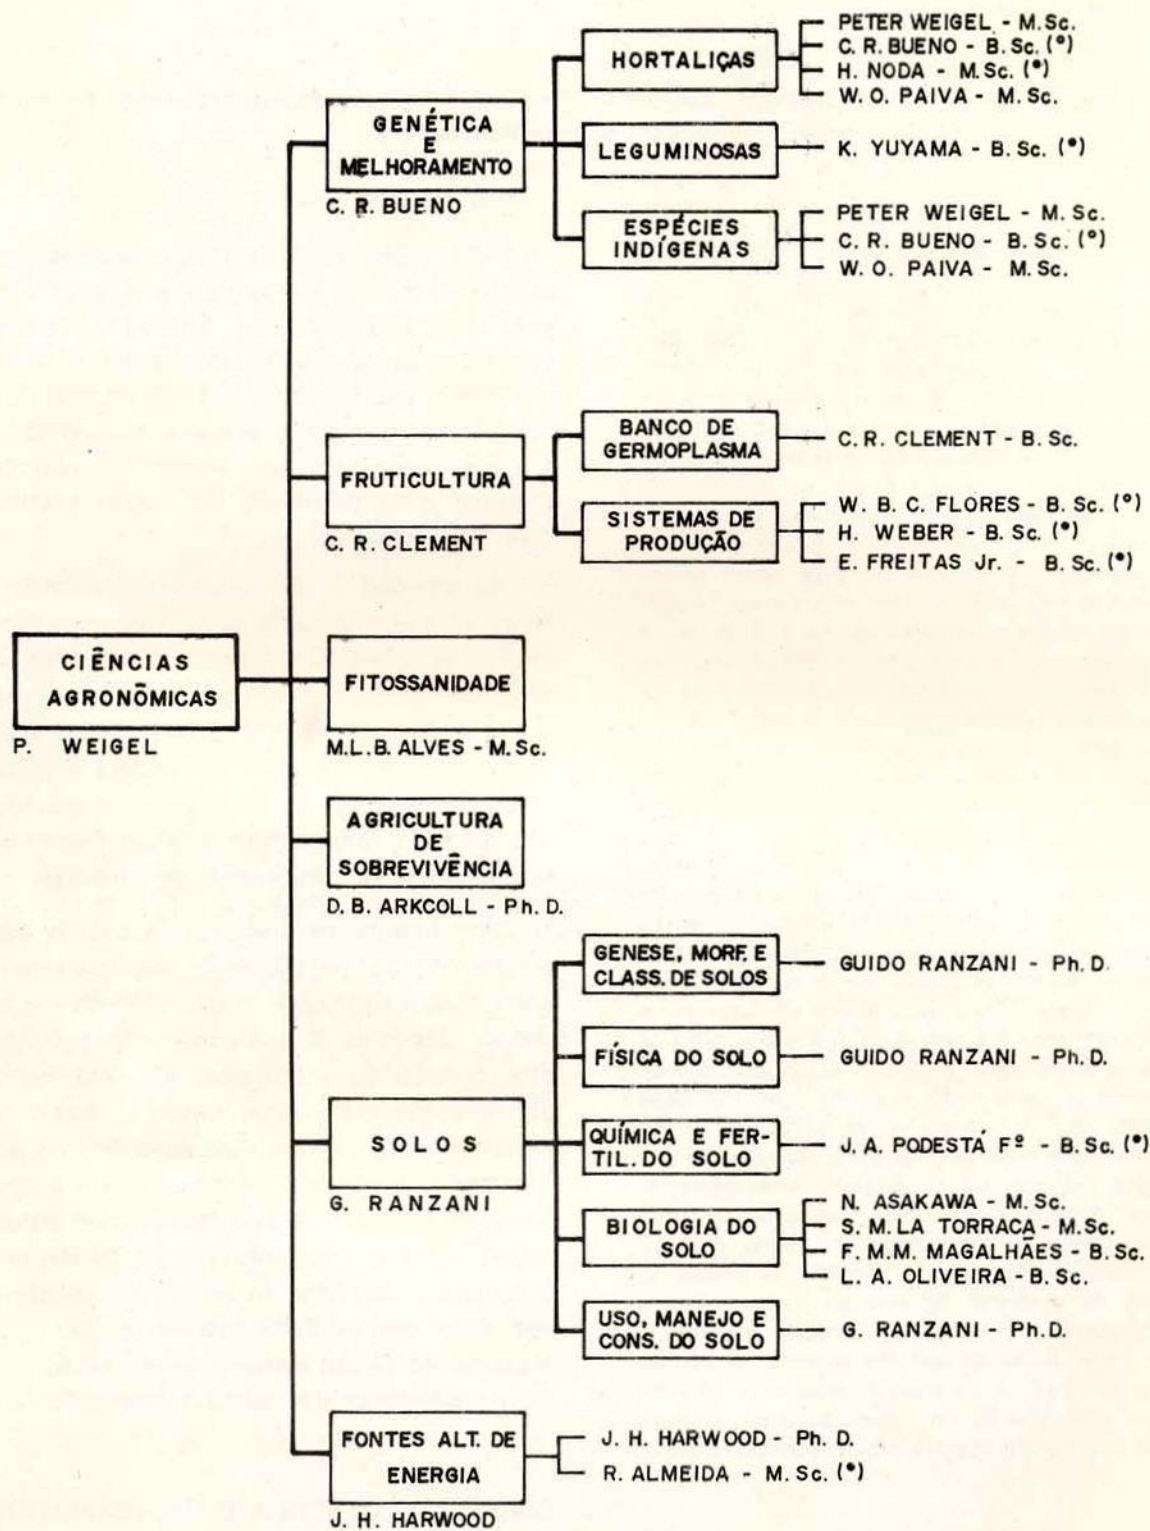 CIÊNCIAS
AGRONÔMICAS
P. WEIGEL
GENÉTICA
E
MELHORAMENTO
C. R. BUENO
HORTALIÇAS
PETER WEIGEL - M.Sc.
C. R. BUENO - B.Sc. (°)
H. NODA - M.Sc. (•)
W. O. PAIVA - M.Sc.
LEGUMINOSAS
K. YUYAMA - B.Sc. (•)
ESPÉCIES
INDÍGENAS
PETER WEIGEL - M.Sc.
C. R. BUENO - B.Sc. (°)
W. O. PAIVA - M.Sc.
FRUTICULTURA
C. R. CLEMENT
BANCO DE
GERMOPLASMA
C.R. CLEMENT - B.Sc.
SISTEMAS DE
PRODUÇÃO
W. B. C. FLORES - B.Sc. (°)
H. WEBER - B.Sc. (•)
E. FREITAS Jr. - B.Sc. (•)
FITOSSANIDADE
M.L.B. ALVES - M.Sc.
AGRICULTURA
DE
SOBREVIVÊNCIA
D. B. ARKCOLL - Ph. D.
SOLOS
G. RANZANI
GENESE, MORF. E
CLASS. DE SOLOS
GUIDO RANZANI - Ph. D.
FÍSICA DO SOLO
GUIDO RANZANI - Ph. D.
QUÍMICA E FER-
TIL. DO SOLO
J. A. PODESTÁ Fº - B.Sc. (•)
BIOLOGIA DO
SOLO
N. ASAKAWA - M.Sc.
S. M. LA TORRACA - M.Sc.
F. M.M. MAGALHÃES - B.Sc.
L. A. OLIVEIRA - B.Sc.
USO, MANEJO E
CONS. DO SOLO
G. RANZANI - Ph.D.
FONTES ALT. DE
ENERGIA
J. H. HARWOOD
J. H. HARWOOD - Ph. D.
R. ALMEIDA - M.Sc. (•)